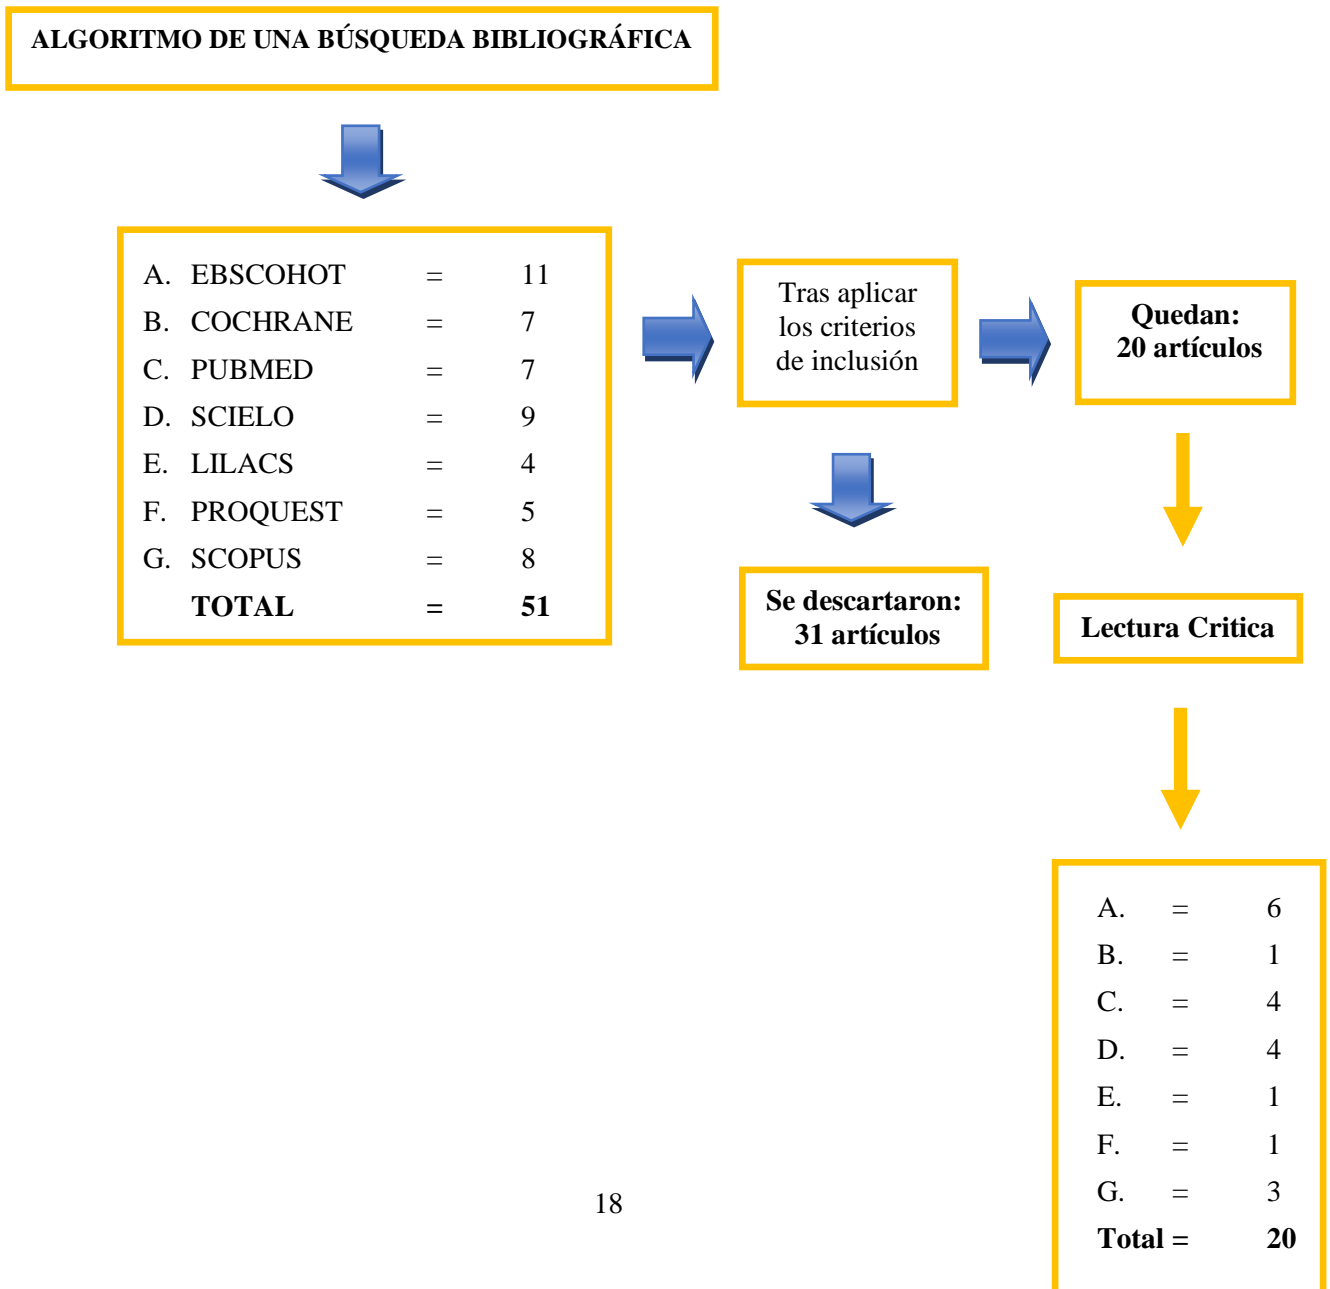 ALGORITMO DE UNA BÚSQUEDA BIBLIOGRÁFICA
A. EBSCOHOT = 11
B. COCHRANE = 7
C. PUBMED = 7
D. SCIELO = 9
E. LILACS = 4
F. PROQUEST = 5
G. SCOPUS = 8
TOTAL = 51
Tras aplicar
los criterios
de inclusión
Quedan:
20 artículos
Se descartaron:
31 artículos
Lectura Critica
A. = 6
B. = 1
C. = 4
D. = 4
E. = 1
F. = 1
G. = 3
Total = 20
18